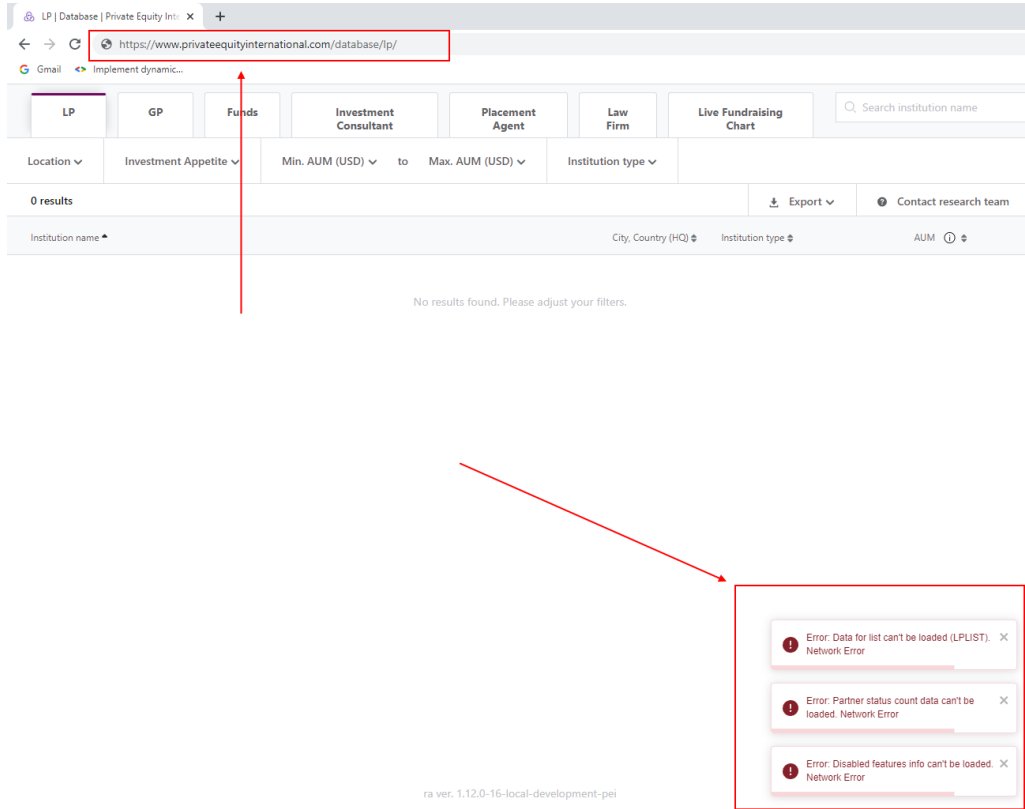 LP | Database | Private Equity Inte
https://www.privateequityinternational.com/database/lp/
Gmail Implement dynamic...
LP GP Funds Investment Consultant Placement Agent Law Firm Live Fundraising Chart Search institution name
Location Investment Appetite Min. AUM (USD) to Max. AUM (USD) Institution type
0 results Export Contact research team
Institution name City, Country (HQ) Institution type AUM
No results found. Please adjust your filters.
Error: Data for list can't be loaded (LPLIST).
Network Error
Error: Partner status count data can't be
loaded. Network Error
Error: Disabled features info can't be loaded.
Network Error
ra ver. 1.12.0-16-local-development-pei